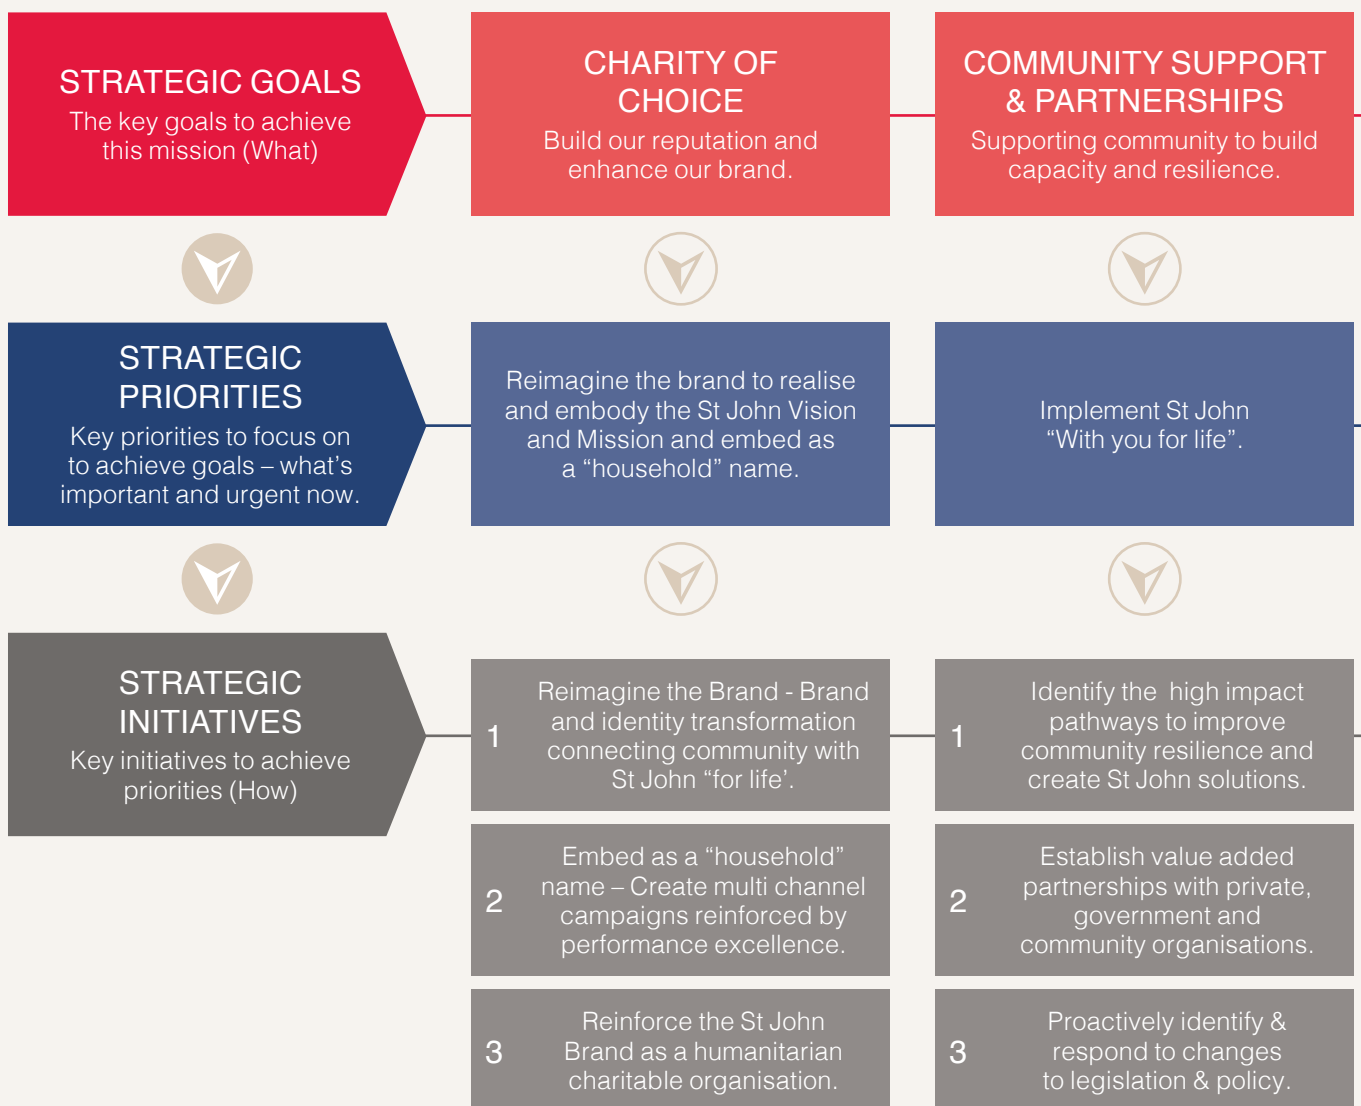 STRATEGIC GOALS
The key goals to achieve
this mission (What)
CHARITY OF
CHOICE
Build our reputation and
enhance our brand.
COMMUNITY SUPPORT
& PARTNERSHIPS
Supporting community to build
capacity and resilience.
STRATEGIC
PRIORITIES
Key priorities to focus on
to achieve goals – what’s
important and urgent now.
Reimagine the brand to realise
and embody the St John Vision
and Mission and embed as
a “household” name.
Implement St John
“With you for life”.
STRATEGIC
INITIATIVES
Key initiatives to achieve
priorities (How)
1
Reimagine the Brand - Brand
and identity transformation
connecting community with
St John “for life’.
1
Identify the  high impact
pathways to improve
community resilience and
create St John solutions.
2
Embed as a “household”
name – Create multi channel
campaigns reinforced by
performance excellence.
2
Establish value added
partnerships with private,
government and
community organisations.
3
Reinforce the St John
Brand as a humanitarian
charitable organisation.
3
Proactively identify &
respond to changes
to legislation & policy.